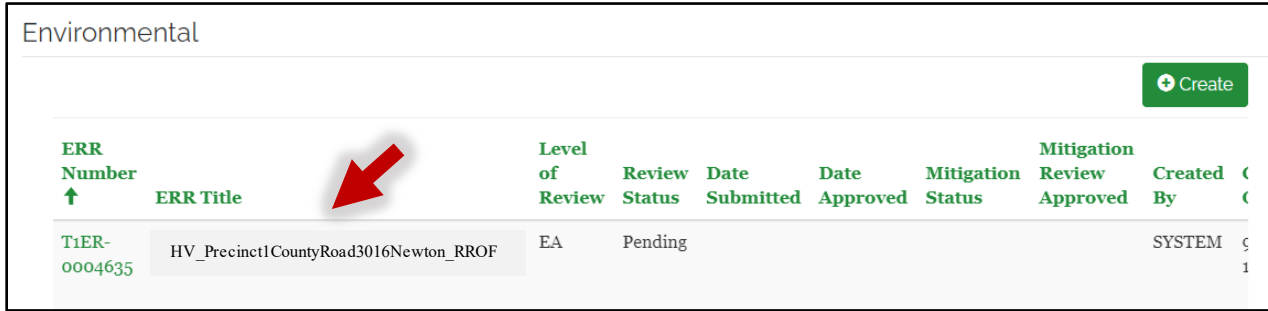 Environmental
Create
ERR Number
ERR Title
Level of Review
Review Status
Date Submitted
Date Approved
Mitigation Status
Mitigation Review Approved
Created By
T1ER-0004635
HV_Precinct1CountyRoad3016Newton_RROF
EA
Pending
SYSTEM